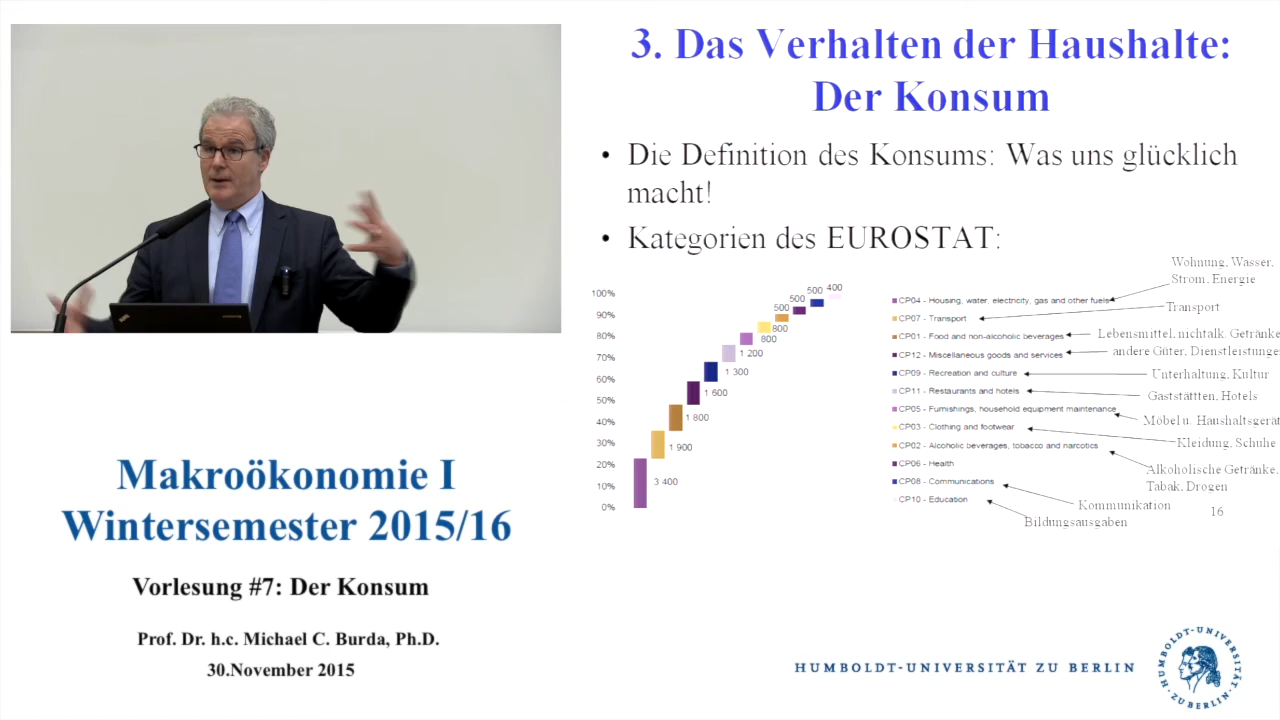 3. Das Verhalten der Haushalte:
Der Konsum
• Die Definition des Konsums: Was uns glücklich
macht!
• Kategorien des EUROSTAT:
100%
90%
80%
70%
60%
50%
40%
30%
20%
10%
0%
3 400
1 900
1 800
1 600
1 300
1 200
800
800
500
500
500
400
CP04 - Housing, water, electricity, gas and other fuels
CP07 - Transport
CP01 - Food and non-alcoholic beverages
CP12 - Miscellaneous goods and services
CP09 - Recreation and culture
CP11 - Restaurants and hotels
CP05 - Furnishings, household equipment maintenance
CP03 - Clothing and footwear
CP02 - Alcoholic beverages, tobacco and narcotics
CP06 - Health
CP08 - Communications
CP10 - Education
Wohnung, Wasser,
Strom, Energie
Transport
Lebensmittel, nichtalk. Getränke
andere Güter, Dienstleistunge
Unterhaltung, Kultur
Gaststättten, Hotels
Möbel u. Haushaltsgerät
Kleidung, Schuhe
Alkoholische Getränke,
Tabak, Drogen
Kommunikation
Bildungsausgaben
16
Makroökonomie I
Wintersemester 2015/16
Vorlesung #7: Der Konsum
Prof. Dr. h.c. Michael C. Burda, Ph.D.
30.November 2015
HUMBOLDT-UNIVERSITÄT ZU BERLIN
HUMBOLDT-UNIVERSITÄT ZU BERLIN